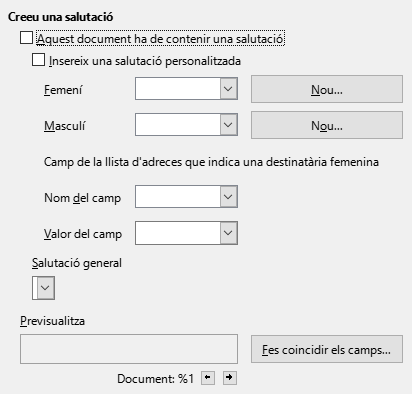 Creeu una salutació
Aquest document ha de contenir una salutació
Insereix una salutació personalitzada
Femení
Nou...
Masculí
Nou...
Camp de la llista d'adreces que indica una destinatària femenina
Nom del camp
Valor del camp
Salutació general
Previsualitza
Fes coincidir els camps...
Document: %1